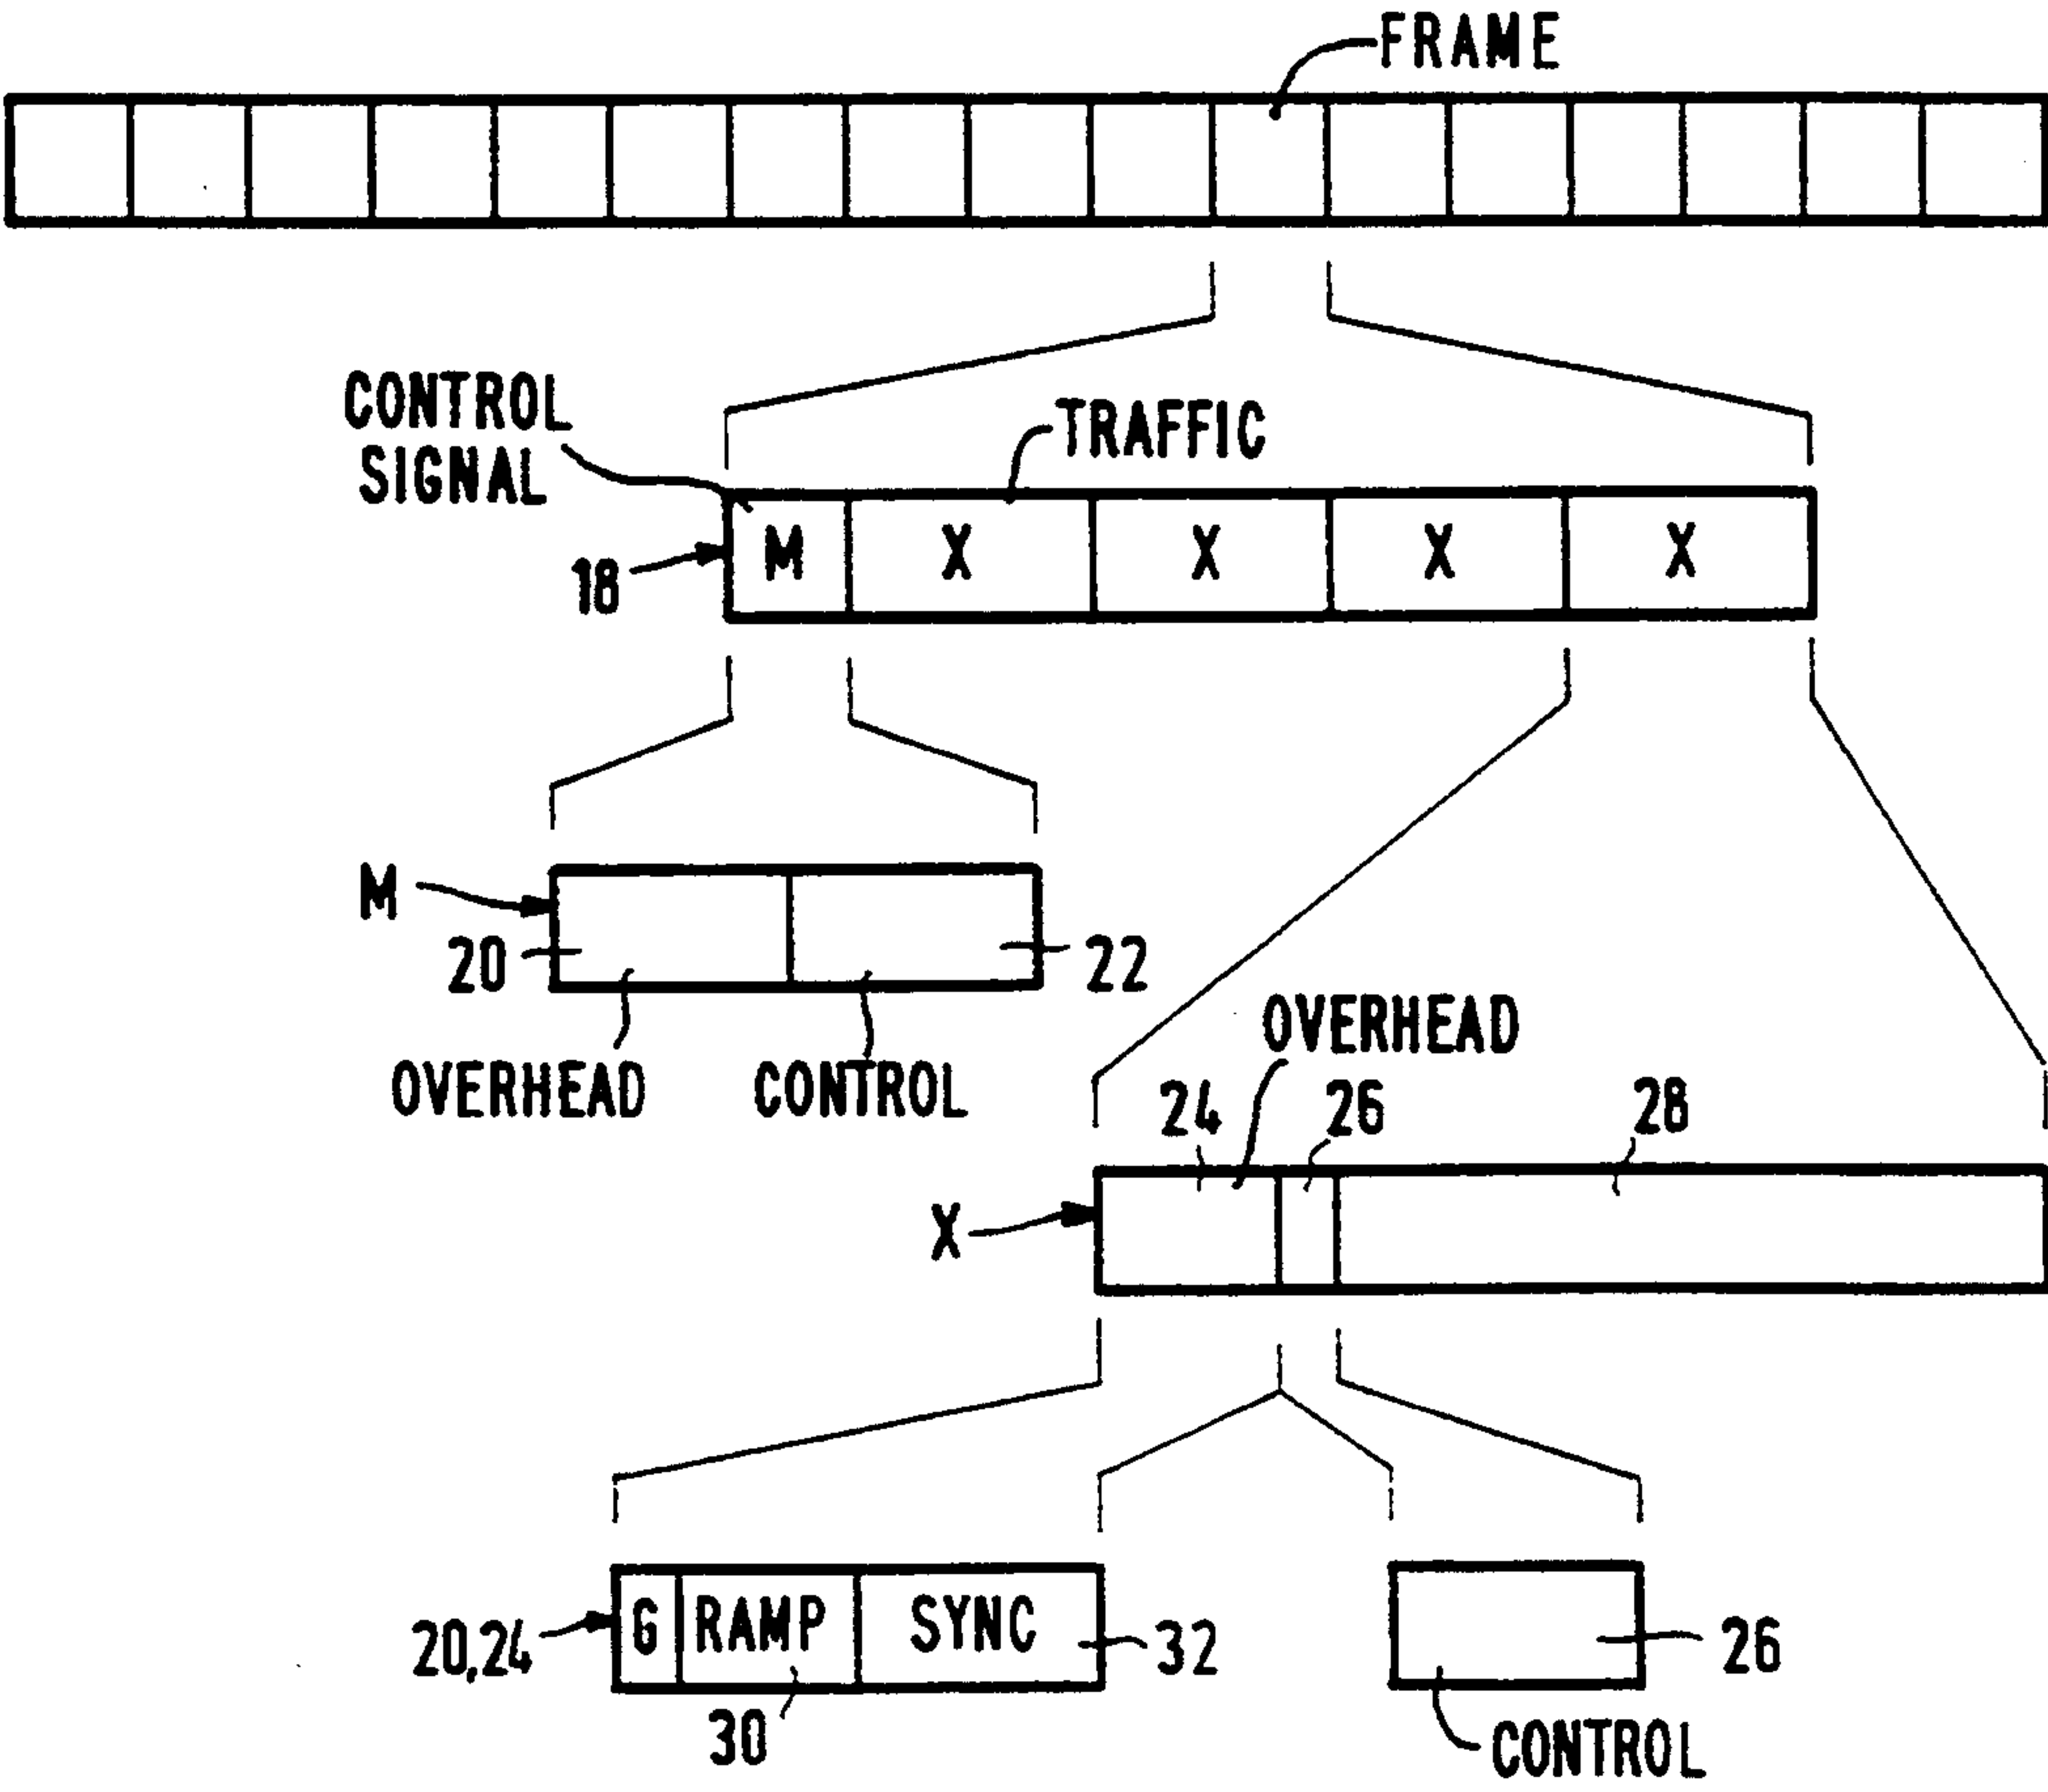 FRAME
CONTROL
SIGNAL
TRAFFIC
18
M X X X X
M
20
22
OVERHEAD
CONTROL
OVERHEAD
24
26
28
X
20,24
G RAMP SYNC
32
30
26
CONTROL